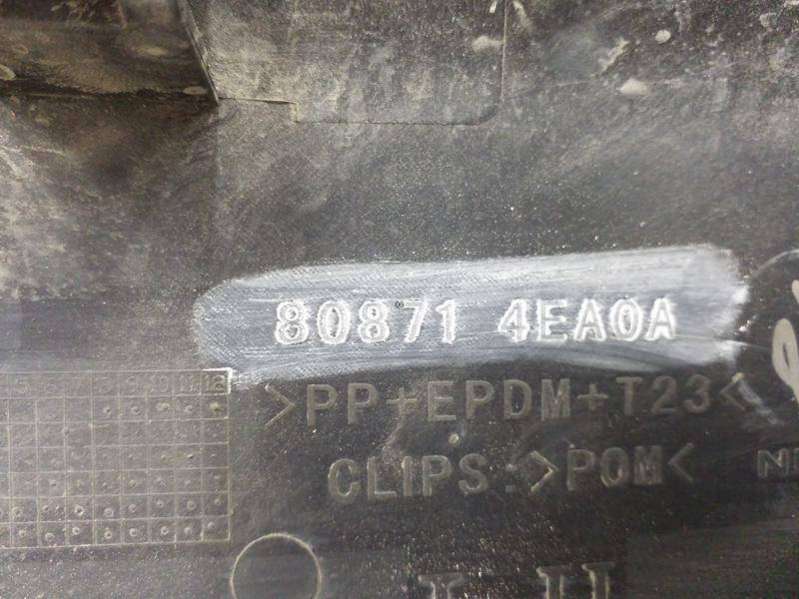 80871 4EA0A
>PP+EPDM+T23<
CLIPS:>POM<